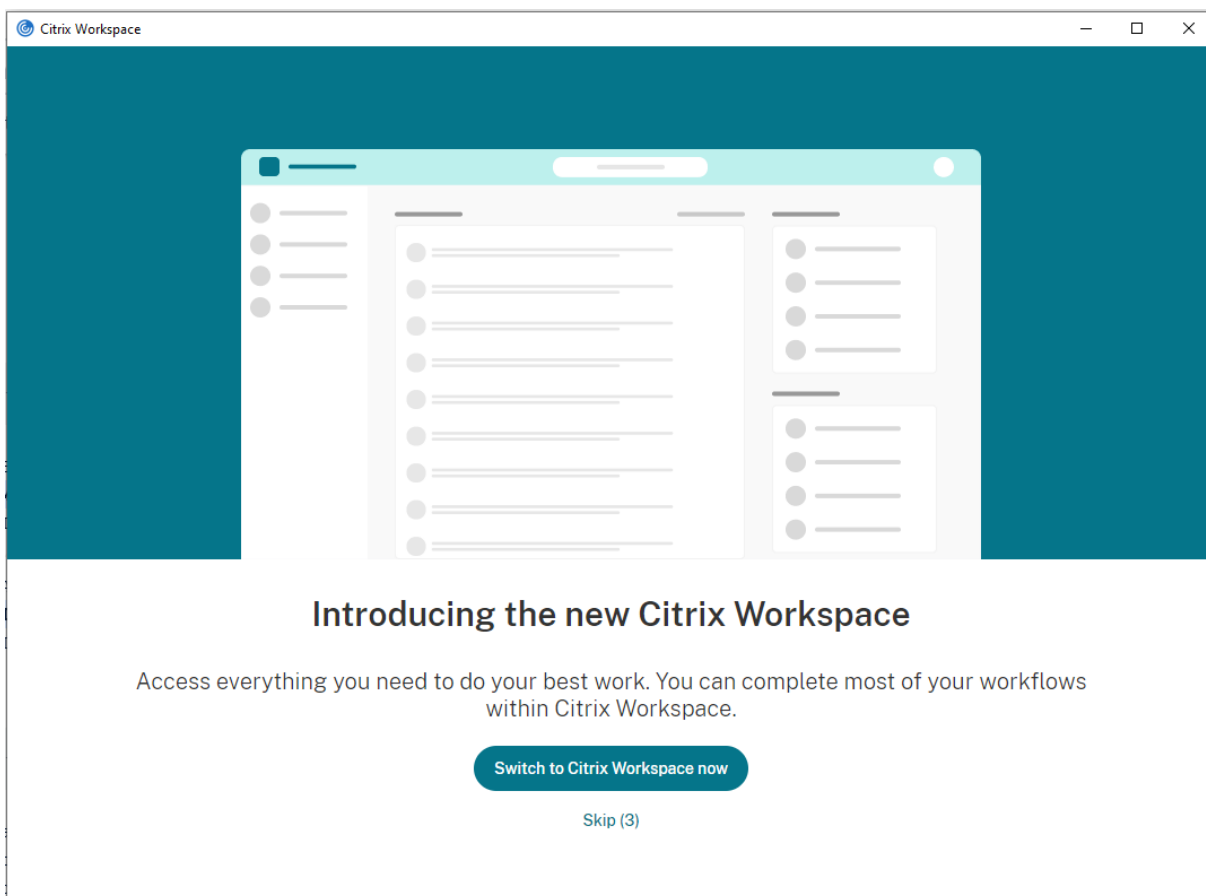 Citrix Workspace
Introducing the new Citrix Workspace
Access everything you need to do your best work. You can complete most of your workflows
within Citrix Workspace.
Switch to Citrix Workspace now
Skip (3)